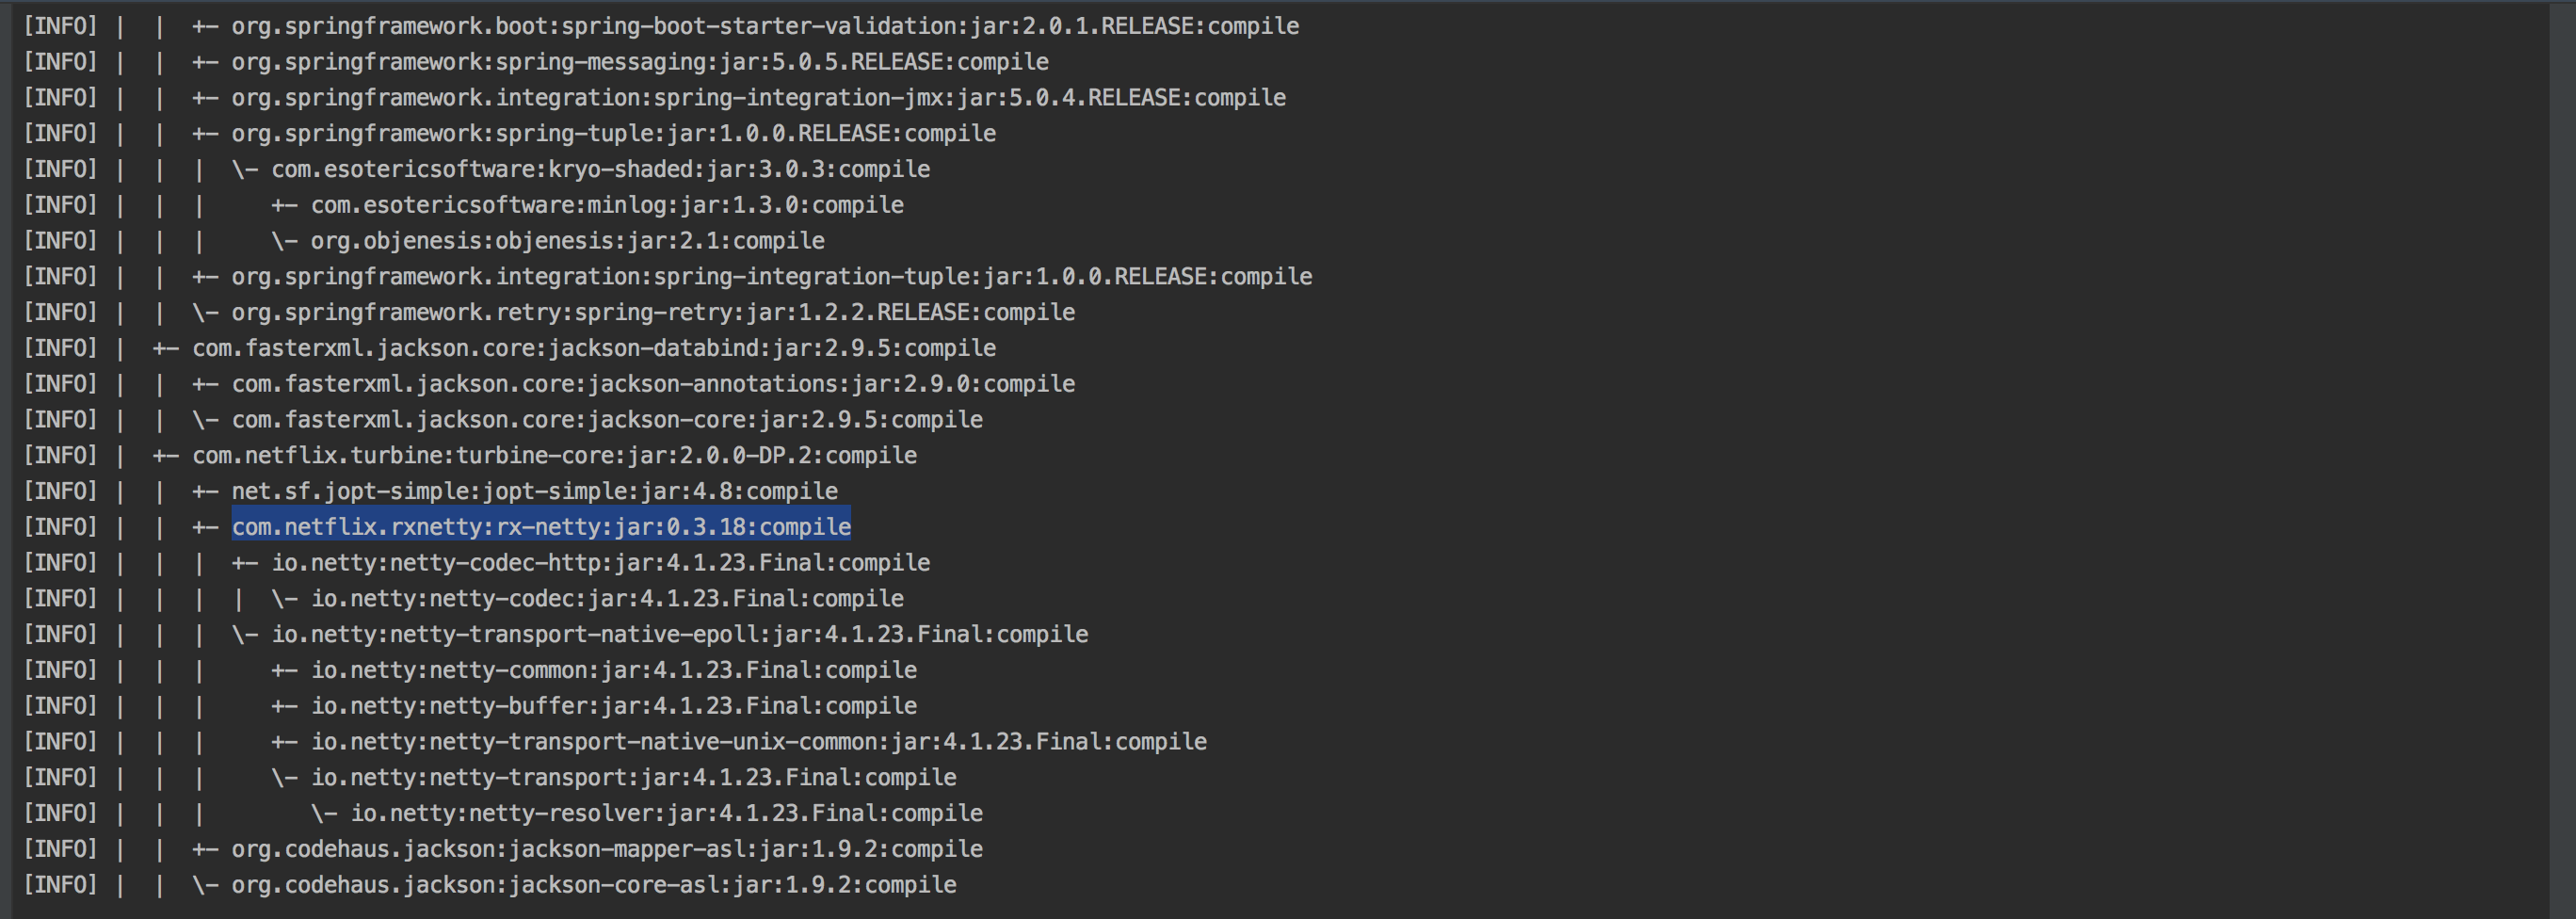 [INFO] |  |  +- org.springframework.boot:spring-boot-starter-validation:jar:2.0.1.RELEASE:compile
[INFO] |  |  +- org.springframework:spring-messaging:jar:5.0.5.RELEASE:compile
[INFO] |  |  +- org.springframework.integration:spring-integration-jmx:jar:5.0.4.RELEASE:compile
[INFO] |  |  +- org.springframework:spring-tuple:jar:1.0.0.RELEASE:compile
[INFO] |  |  |  \- com.esotericsoftware:kryo-shaded:jar:3.0.3:compile
[INFO] |  |  |     +- com.esotericsoftware:minlog:jar:1.3.0:compile
[INFO] |  |  |     \- org.objenesis:objenesis:jar:2.1:compile
[INFO] |  |  +- org.springframework.integration:spring-integration-tuple:jar:1.0.0.RELEASE:compile
[INFO] |  |  \- org.springframework.retry:spring-retry:jar:1.2.2.RELEASE:compile
[INFO] |  +- com.fasterxml.jackson.core:jackson-databind:jar:2.9.5:compile
[INFO] |  |  +- com.fasterxml.jackson.core:jackson-annotations:jar:2.9.0:compile
[INFO] |  |  \- com.fasterxml.jackson.core:jackson-core:jar:2.9.5:compile
[INFO] |  +- com.netflix.turbine:turbine-core:jar:2.0.0-DP.2:compile
[INFO] |  |  +- net.sf.jopt-simple:jopt-simple:jar:4.8:compile
[INFO] |  |  +- com.netflix.rxnetty:rx-netty:jar:0.3.18:compile
[INFO] |  |  |  +- io.netty:netty-codec-http:jar:4.1.23.Final:compile
[INFO] |  |  |  |  \- io.netty:netty-codec:jar:4.1.23.Final:compile
[INFO] |  |  |  \- io.netty:netty-transport-native-epoll:jar:4.1.23.Final:compile
[INFO] |  |  |     +- io.netty:netty-common:jar:4.1.23.Final:compile
[INFO] |  |  |     +- io.netty:netty-buffer:jar:4.1.23.Final:compile
[INFO] |  |  |     +- io.netty:netty-transport-native-unix-common:jar:4.1.23.Final:compile
[INFO] |  |  |     \- io.netty:netty-transport:jar:4.1.23.Final:compile
[INFO] |  |  |        \- io.netty:netty-resolver:jar:4.1.23.Final:compile
[INFO] |  |  +- org.codehaus.jackson:jackson-mapper-asl:jar:1.9.2:compile
[INFO] |  |  \- org.codehaus.jackson:jackson-core-asl:jar:1.9.2:compile